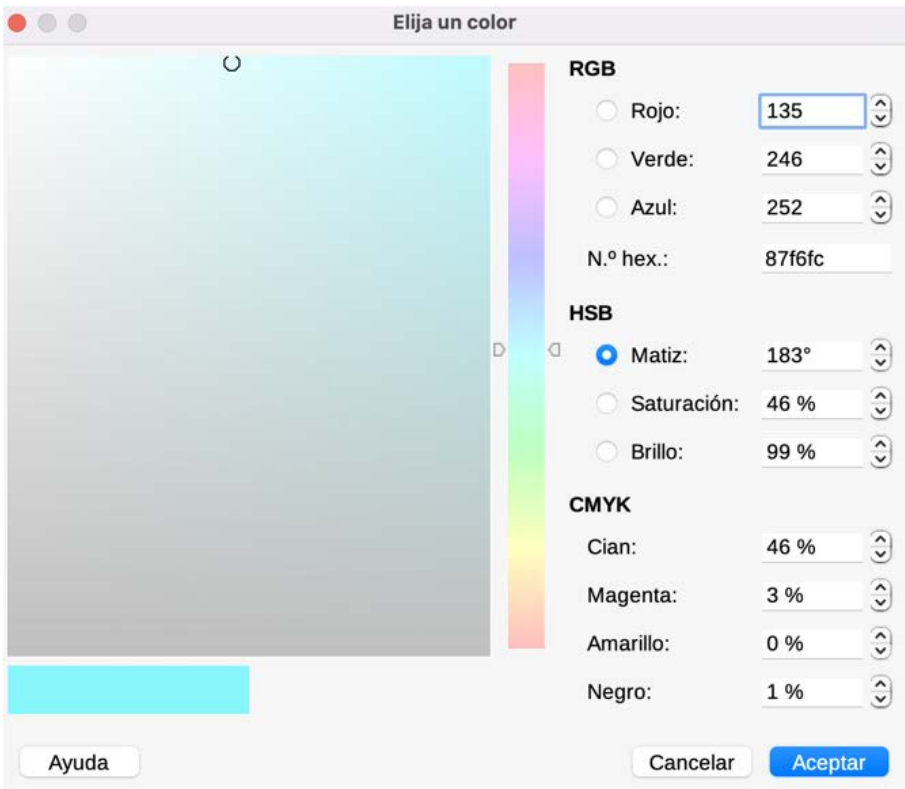 Elija un color
RGB
Rojo: 135
Verde: 246
Azul: 252
N.º hex.: 87f6fc
HSB
Matiz: 183°
Saturación: 46 %
Brillo: 99 %
CMYK
Cian: 46 %
Magenta: 3 %
Amarillo: 0 %
Negro: 1 %
Ayuda Cancelar Aceptar